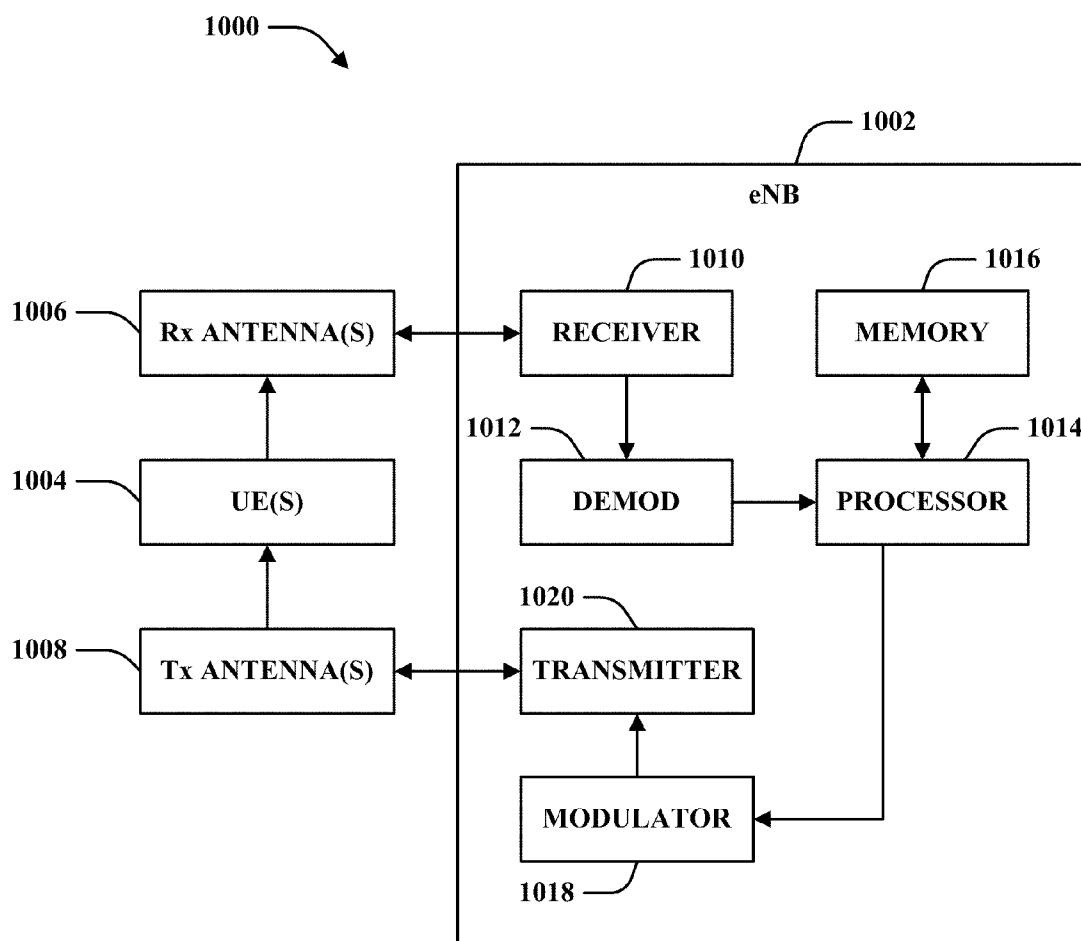 1000
1002
eNB
1010
1016
1006
Rx ANTENNA(S)
RECEIVER
MEMORY
1012
1014
1004
UE(S)
DEMOD
PROCESSOR
1020
1008
Tx ANTENNA(S)
TRANSMITTER
MODULATOR
1018